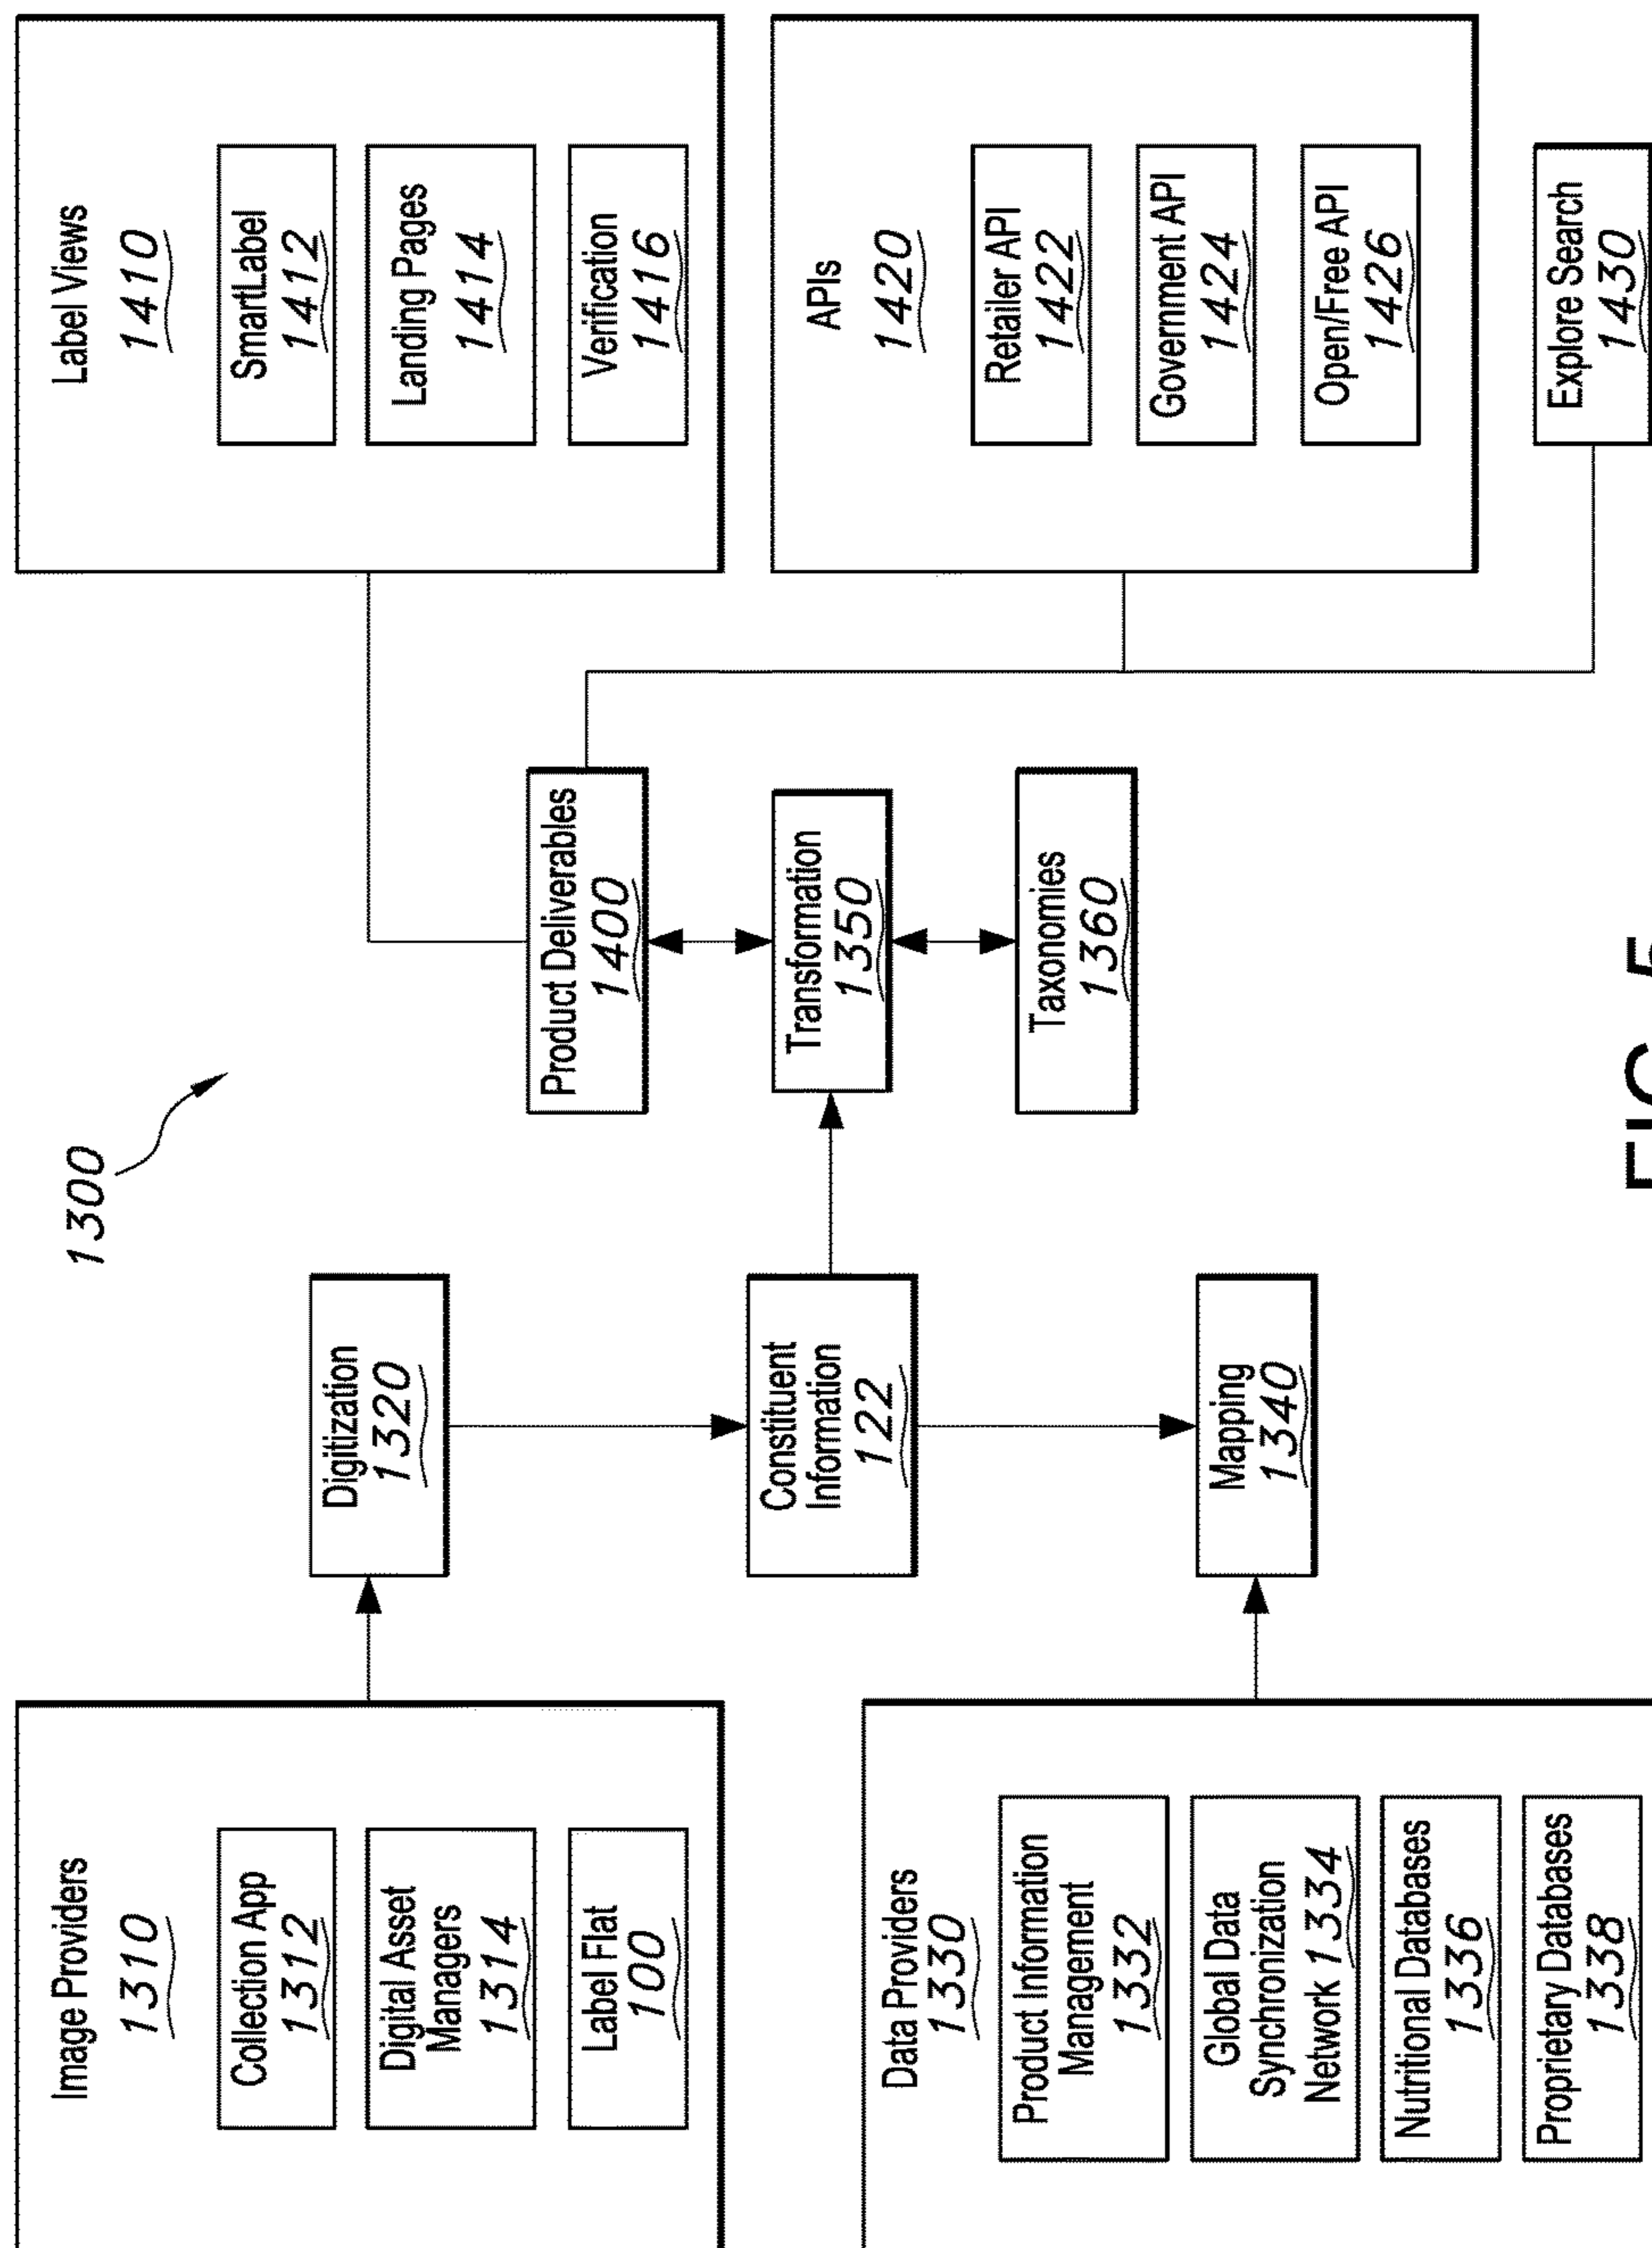 1300
Image Providers
1310
Collection App
1312
Digital Asset
Managers
1314
Label Flat
100
Data Providers
1330
Product Information
Management
1332
Global Data
Synchronization
Network 1334
Nutritional Databases
1336
Proprietary Databases
1338
Digitization
1320
Constituent
Information
122
Mapping
1340
Product Deliverables
1400
Transformation
1350
Taxonomies
1360
Label Views
1410
SmartLabel
1412
Landing Pages
1414
Verification
1416
APIs
1420
Retailer API
1422
Government API
1424
Open/Free API
1426
Explore Search
1430